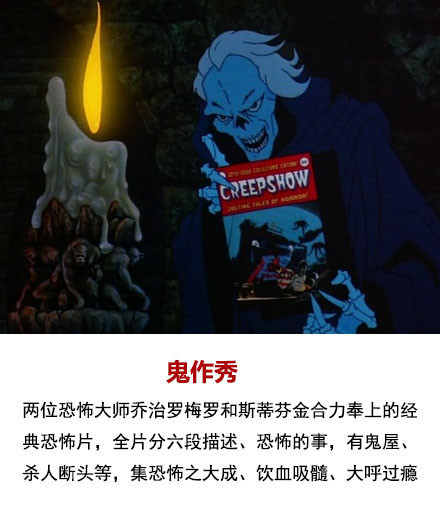 CREEPSHOW
JOLTING TALES OF HORROR!
鬼作秀
两位恐怖大师乔治罗梅罗和斯蒂芬金合力奉上的经
典恐怖片，全片分六段描述、恐怖的事，有鬼屋、
杀人断头等，集恐怖之大成、饮血吸髓、大呼过瘾